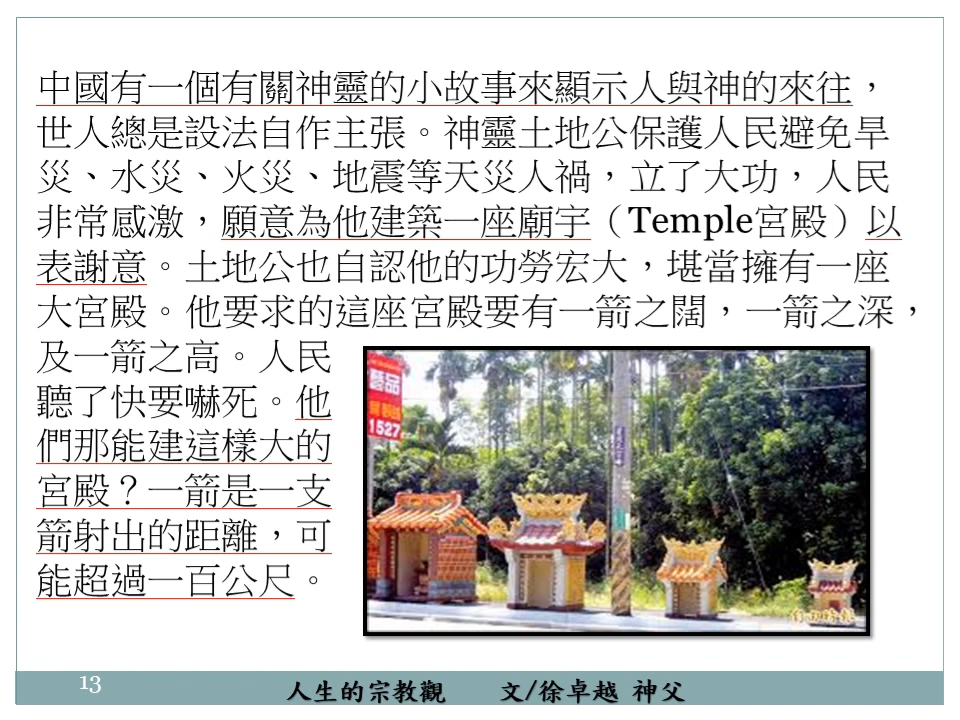 中國有一個有關神靈的小故事來顯示人與神的來往，
世人總是設法自作主張。神靈土地公保護人民避免旱
災、水災、火災、地震等天災人禍，立了大功，人民
非常感激，願意為他建築一座廟宇（Temple宮殿）以
表謝意。土地公也自認他的功勞宏大，堪當擁有一座
大宮殿。他要求的這座宮殿要有一箭之闊，一箭之深，
及一箭之高。人民
聽了快要嚇死。他
們那能建這樣大的
宮殿？一箭是一支
箭射出的距離，可
能超過一百公尺。
藝品
1527
自由時報
13
人生的宗教觀　　文/徐卓越 神父